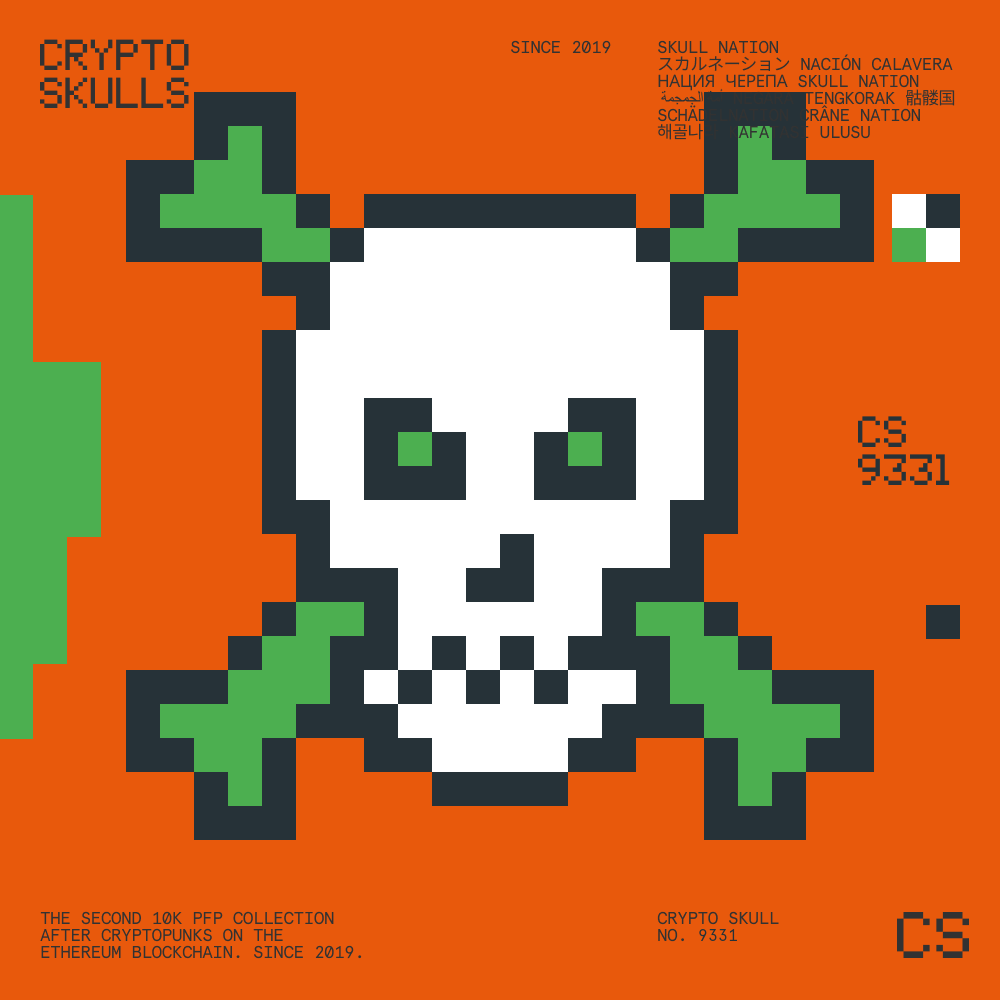 CRYPTO
SKULLS
SINCE 2019
SKULL NATION
スカルネーション NACIÓN CALAVERA
НАЦИЯ ЧЕРЕПА SKULL NATION
الجمجمة TENGKORAK 骷髅国
CRÂNE NATION
ULUSU
CS
9331
THE SECOND 10K PFP COLLECTION
AFTER CRYPTOPUNKS ON THE
ETHEREUM BLOCKCHAIN. SINCE 2019.
CRYPTO SKULL
NO. 9331
CS